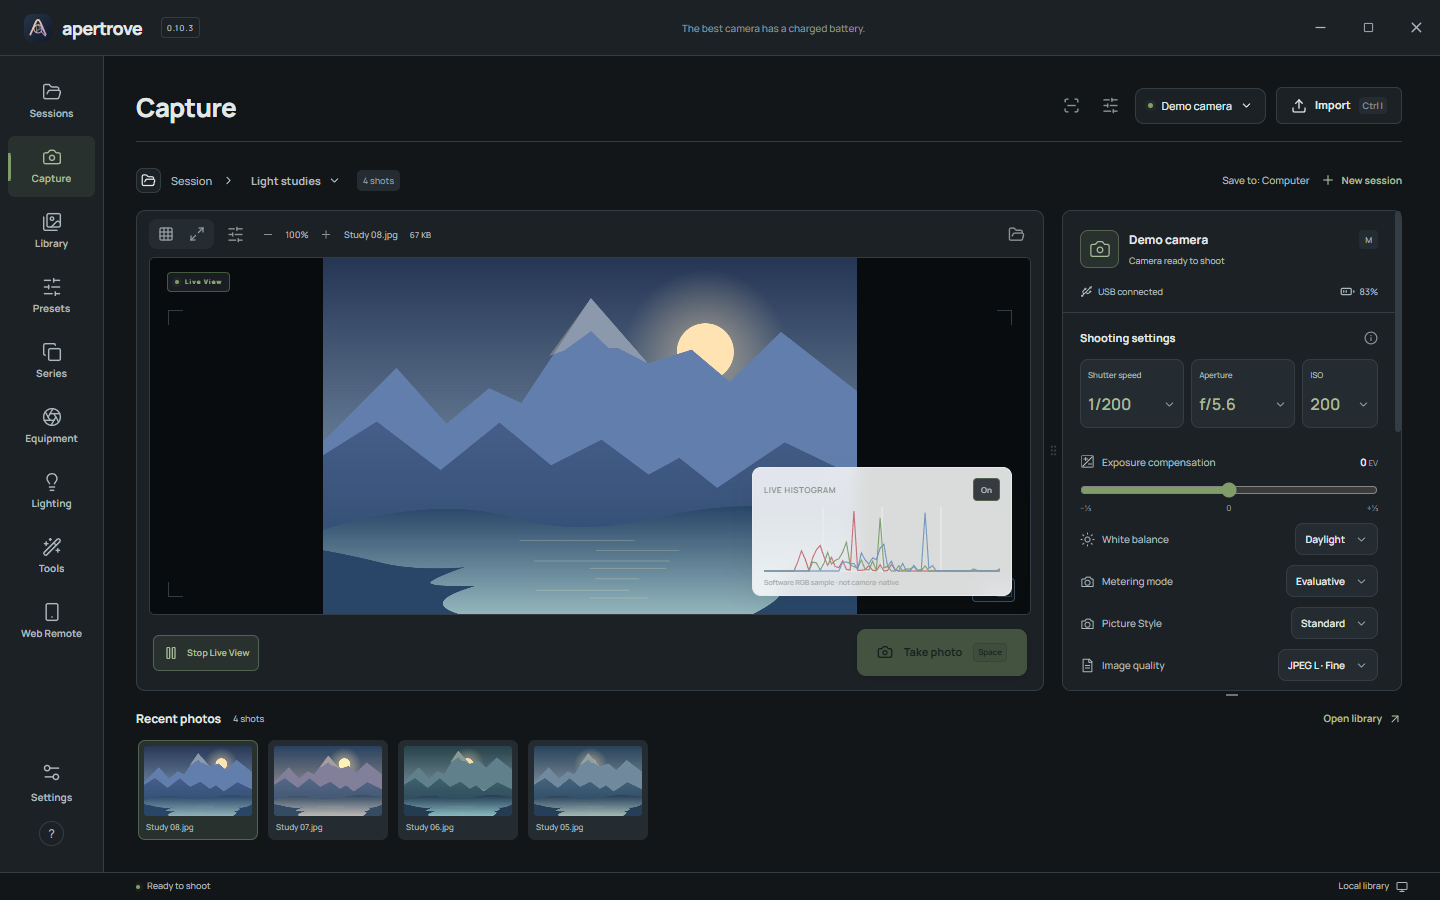 apertrove
0.10.3
The best camera has a charged battery.
Sessions
Capture
Library
Presets
Series
Equipment
Lighting
Tools
Web Remote
Settings
?
Capture
Demo camera
Import Ctrl I
Session
Light studies
4 shots
Save to: Computer
New session
100%
Study 08.jpg
67 KB
Live View
LIVE HISTOGRAM
On
Software RGB sample · not camera-native
Stop Live View
Take photo Space
Demo camera
M
Camera ready to shoot
USB connected
83%
Shooting settings
Shutter speed
1/200
Aperture
f/5.6
ISO
200
Exposure compensation
0 EV
-⅓
0
+⅓
White balance
Daylight
Metering mode
Evaluative
Picture Style
Standard
Image quality
JPEG L · Fine
Recent photos
4 shots
Open library
Study 08.jpg
Study 07.jpg
Study 06.jpg
Study 05.jpg
Ready to shoot
Local library